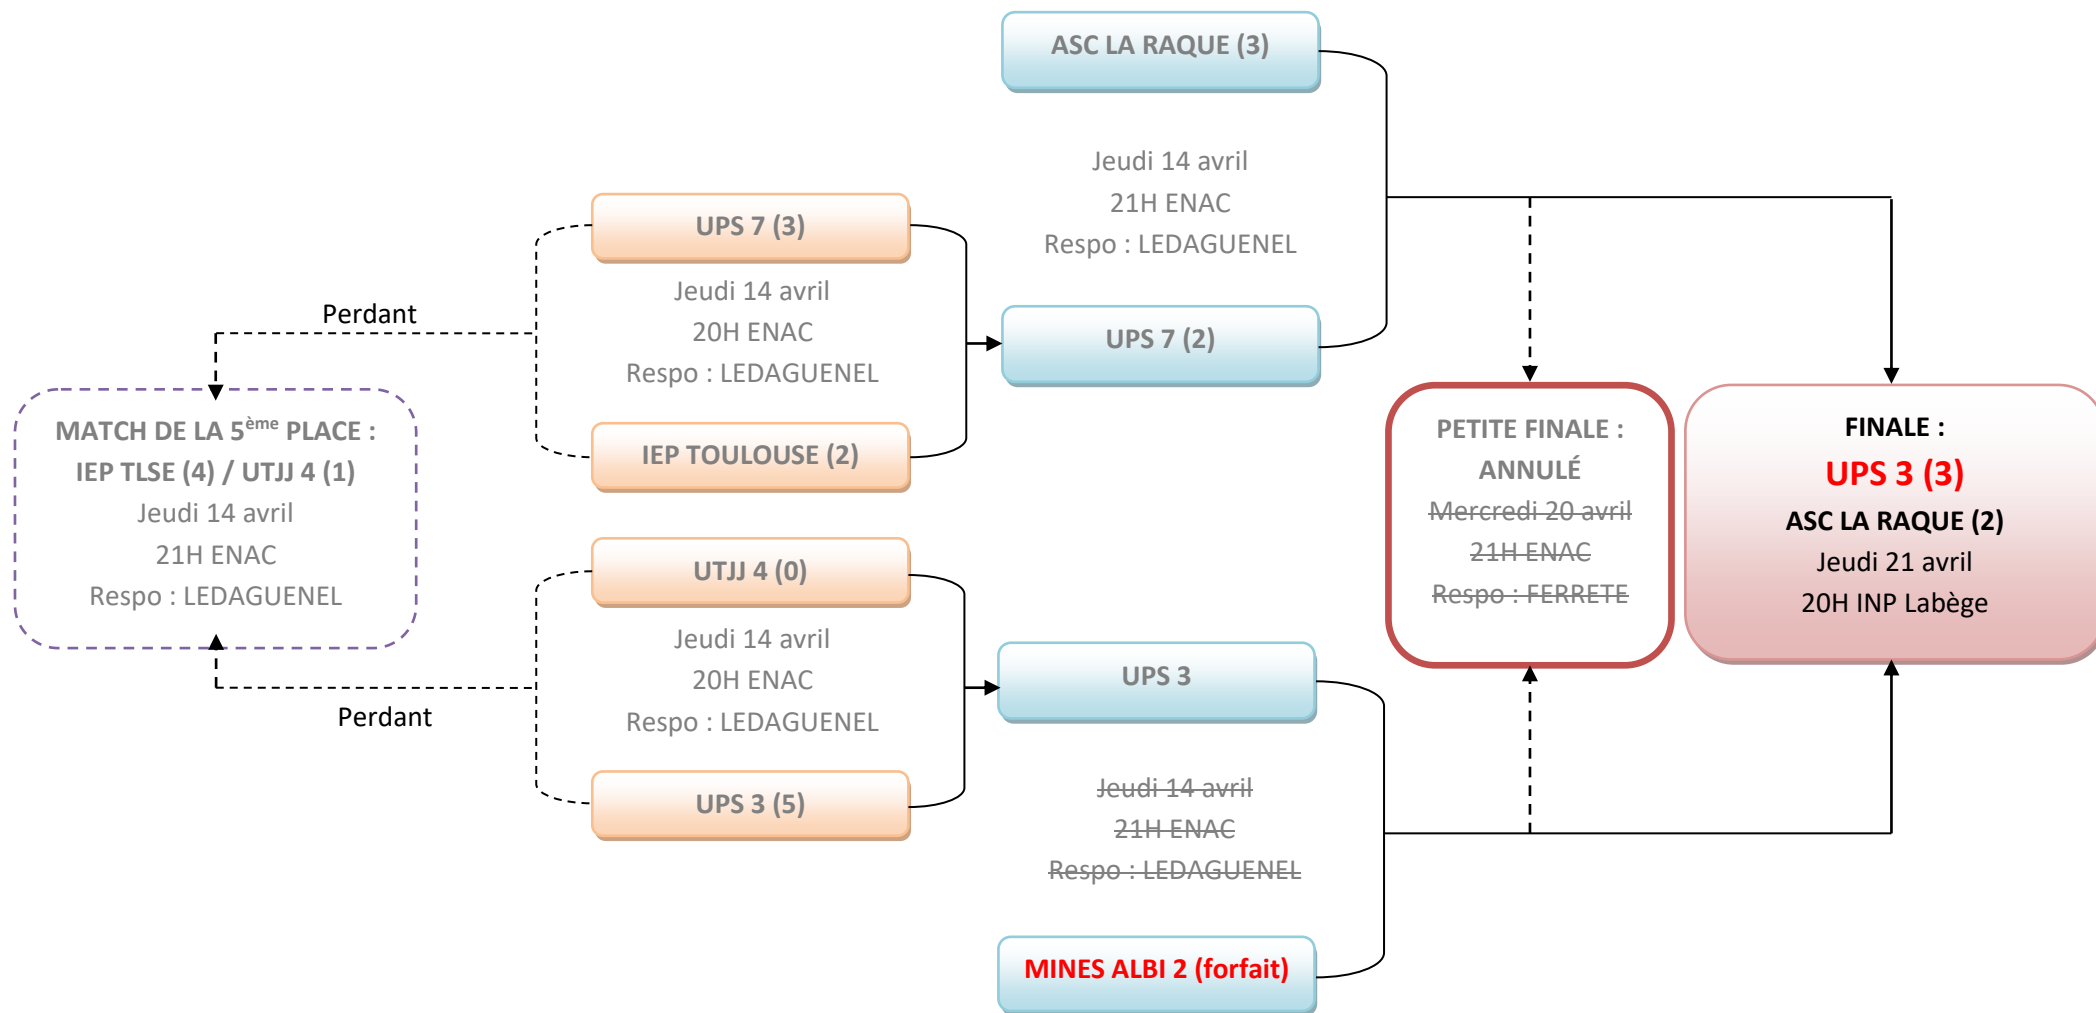 ASC LA RAQUE (3)
Jeudi 14 avril
21H ENAC
Respo : LEDAGUENEL
UPS 7 (2)
UPS 7 (3)
Jeudi 14 avril
20H ENAC
Respo : LEDAGUENEL
IEP TOULOUSE (2)
Perdant
MATCH DE LA 5ème PLACE :
IEP TLSE (4) / UTJJ 4 (1)
Jeudi 14 avril
21H ENAC
Respo : LEDAGUENEL
Perdant
UTJJ 4 (0)
Jeudi 14 avril
20H ENAC
Respo : LEDAGUENEL
UPS 3 (5)
UPS 3
Jeudi 14 avril
21H ENAC
Respo : LEDAGUENEL
MINES ALBI 2 (forfait)
PETITE FINALE :
ANNULÉ
Mercredi 20 avril
21H ENAC
Respo : FERRETE
FINALE :
UPS 3 (3)
ASC LA RAQUE (2)
Jeudi 21 avril
20H INP Labège